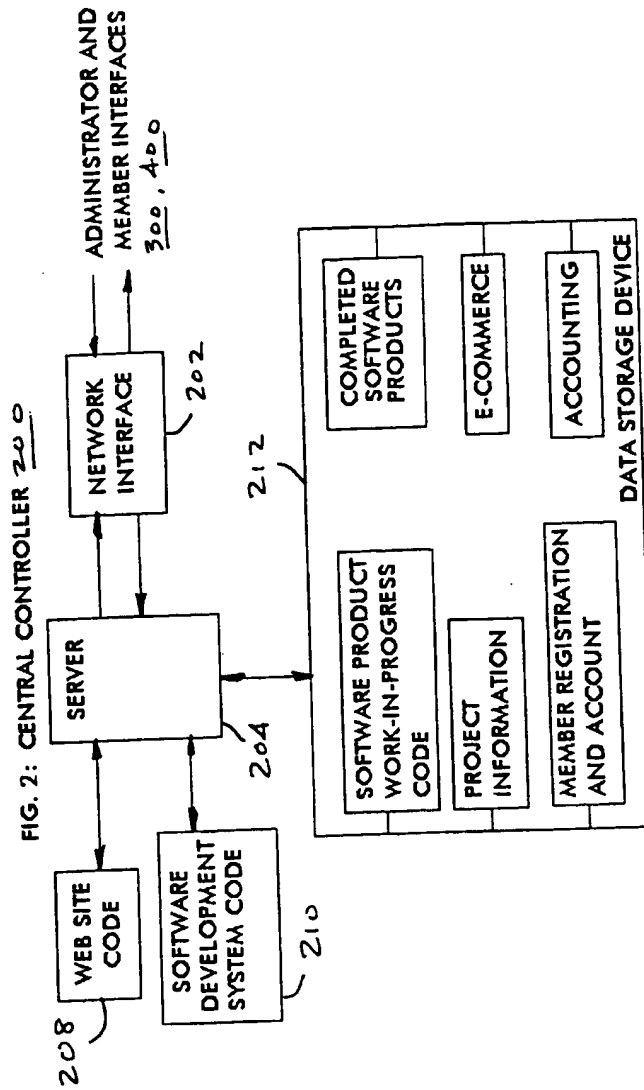 FIG. 2: CENTRAL CONTROLLER 200
WEB SITE
CODE
208
SOFTWARE
DEVELOPMENT
SYSTEM CODE
210
SERVER
204
NETWORK
INTERFACE
202
ADMINISTRATOR AND
MEMBER INTERFACES
300, 400
212
SOFTWARE PRODUCT
WORK-IN-PROGRESS
CODE
PROJECT
INFORMATION
MEMBER REGISTRATION
AND ACCOUNT
COMPLETED
SOFTWARE
PRODUCTS
E-COMMERCE
ACCOUNTING
DATA STORAGE DEVICE